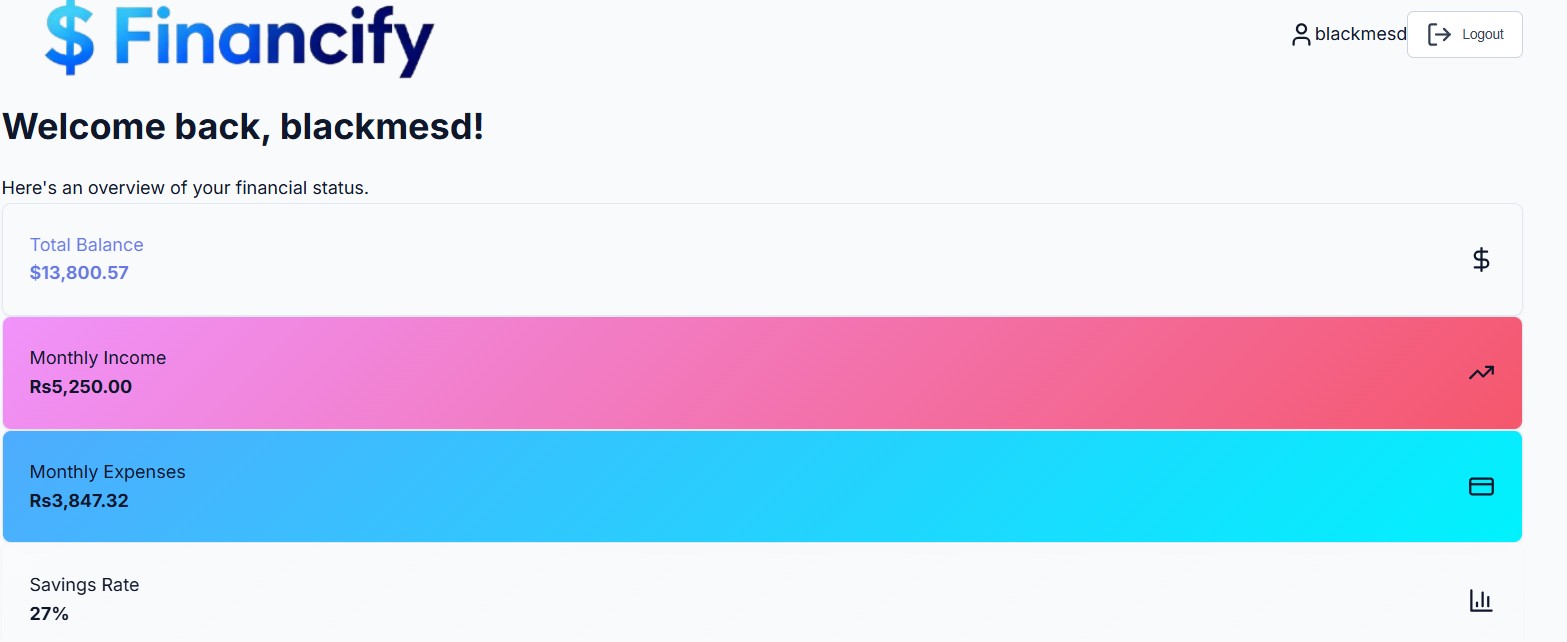 $ Financify
blackmesd
Logout
Welcome back, blackmesd!
Here's an overview of your financial status.
Total Balance
$13,800.57
Monthly Income
Rs5,250.00
Monthly Expenses
Rs3,847.32
Savings Rate
27%